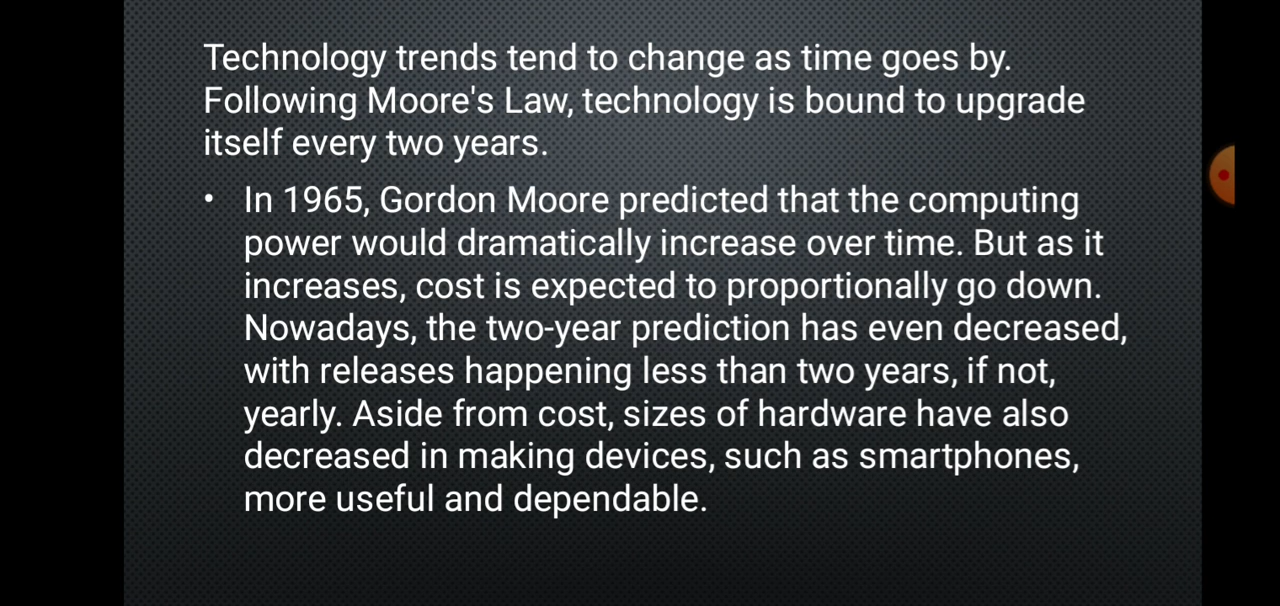 Technology trends tend to change as time goes by.
Following Moore's Law, technology is bound to upgrade
itself every two years.
• In 1965, Gordon Moore predicted that the computing
power would dramatically increase over time. But as it
increases, cost is expected to proportionally go down.
Nowadays, the two-year prediction has even decreased,
with releases happening less than two years, if not,
yearly. Aside from cost, sizes of hardware have also
decreased in making devices, such as smartphones,
more useful and dependable.